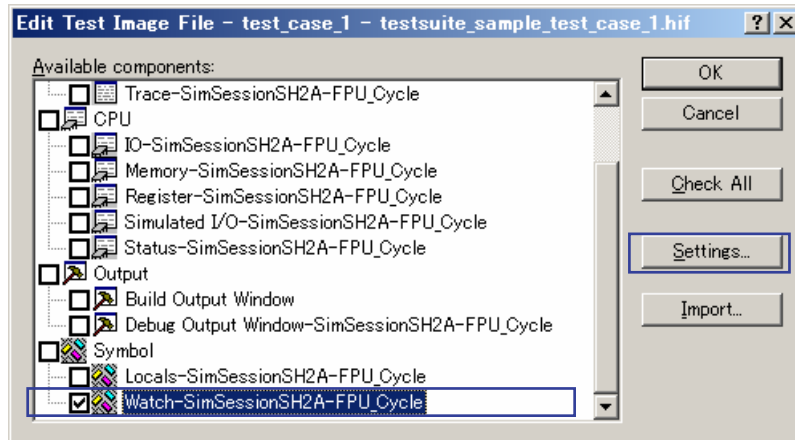 Edit Test Image File - test_case_1 - testsuite_sample_test_case_1.hif
Available components:
Trace-SimSessionSH2A-FPU_Cycle
CPU
IO-SimSessionSH2A-FPU_Cycle
Memory-SimSessionSH2A-FPU_Cycle
Register-SimSessionSH2A-FPU_Cycle
Simulated I/O-SimSessionSH2A-FPU_Cycle
Status-SimSessionSH2A-FPU_Cycle
Output
Build Output Window
Debug Output Window-SimSessionSH2A-FPU_Cycle
Symbol
Locals-SimSessionSH2A-FPU_Cycle
Watch-SimSessionSH2A-FPU_Cycle
OK
Cancel
Check All
Settings...
Import...